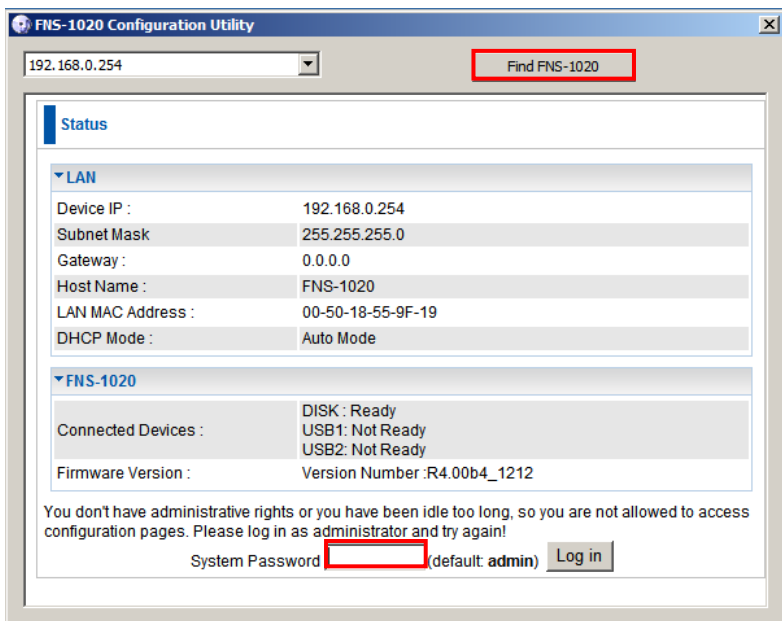 FNS-1020 Configuration Utility
192.168.0.254
Find FNS-1020
Status
LAN
Device IP : 192.168.0.254
Subnet Mask 255.255.255.0
Gateway : 0.0.0.0
Host Name : FNS-1020
LAN MAC Address : 00-50-18-55-9F-19
DHCP Mode : Auto Mode
FNS-1020
Connected Devices : DISK : Ready
USB1: Not Ready
USB2: Not Ready
Firmware Version : Version Number :R4.00b4_1212
You don't have administrative rights or you have been idle too long, so you are not allowed to access
configuration pages. Please log in as administrator and try again!
System Password (default: admin) Log in